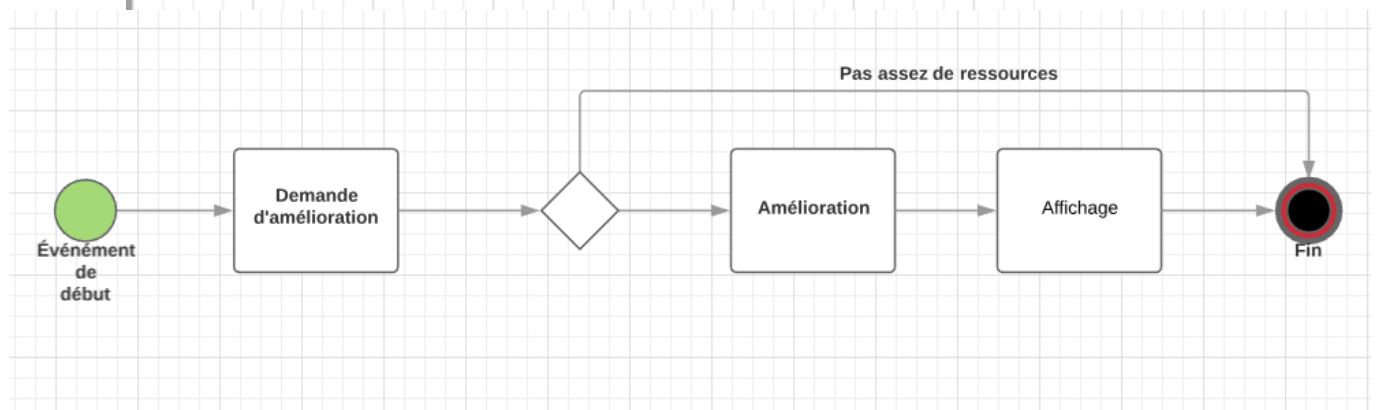 Pas assez de ressources
Demande
d'amélioration
Amélioration
Affichage
Événément
de
début
Fin